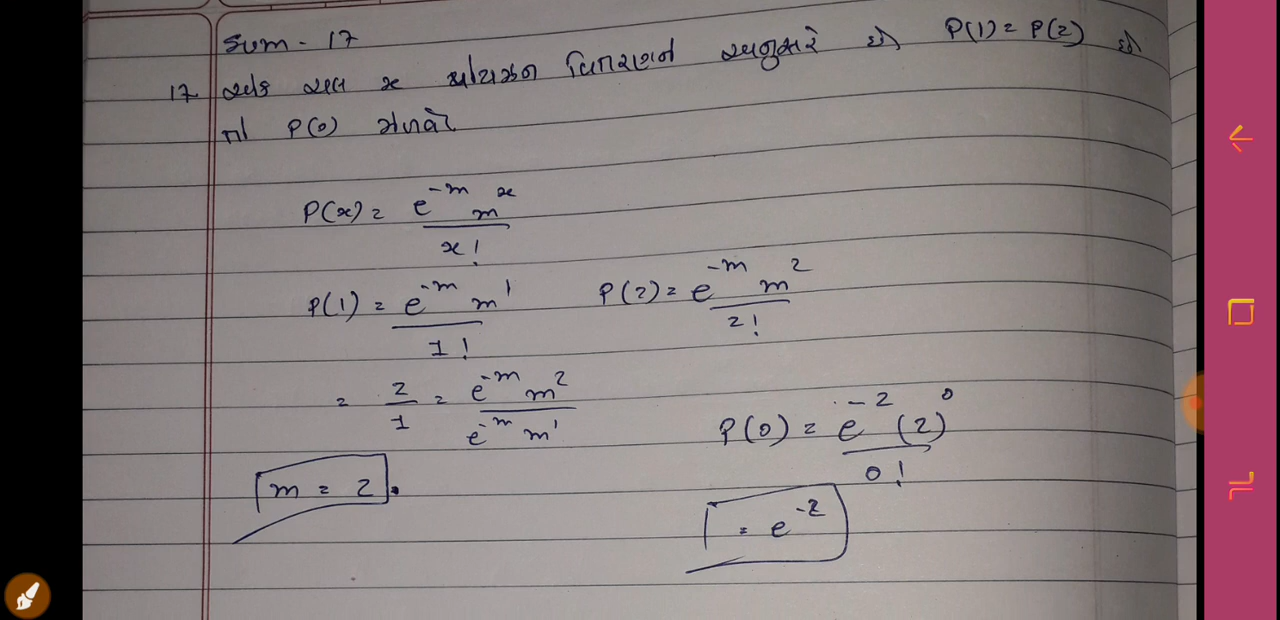 Sum - 17
17 એક ચલ x પોયસન વિતરણને અનુસરે છે P(1) = P(2) છે
તો P(0) મેળવો
P(x) = e^-m m^x / x!
P(1) = e^-m m^1 / 1! P(2) = e^-m m^2 / 2!
= 2/1 = e^-m m^2 / e^-m m^1
P(0) = e^-2 (2)^0 / 0!
m = 2.
= e^-2